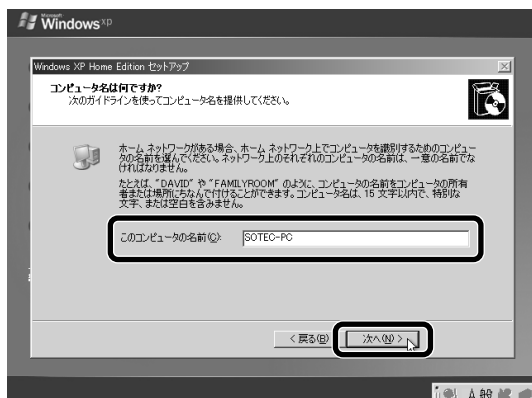 Microsoft
Windows xp
Windows XP Home Edition セットアップ
コンピュータ名は何ですか?
次のガイドラインを使ってコンピュータ名を提供してください。
ホーム ネットワークがある場合、ホーム ネットワーク上でコンピュータを識別するためのコンピュー
タの名前を選んでください。ネットワーク上のそれぞれのコンピュータの名前は、一意の名前でな
ければなりません。
たとえば、"DAVID" や "FAMILYROOM" のように、コンピュータの名前をコンピュータの所有
者または場所にちなんで付けることができます。コンピュータ名は、15 文字以内で、特別な
文字、または空白を含みません。
このコンピュータの名前(C): SOTEC-PC
< 戻る(B) 次へ(N) >
A 般